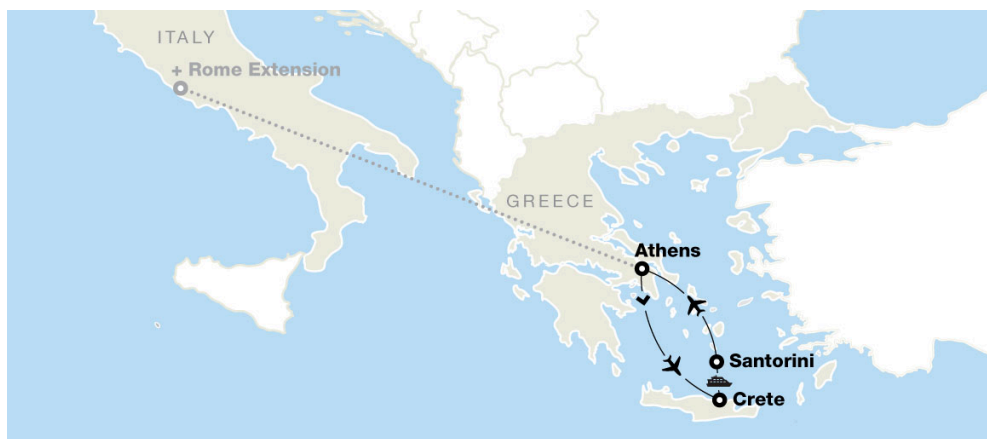 ITALY
+ Rome Extension
GREECE
Athens
Santorini
Crete